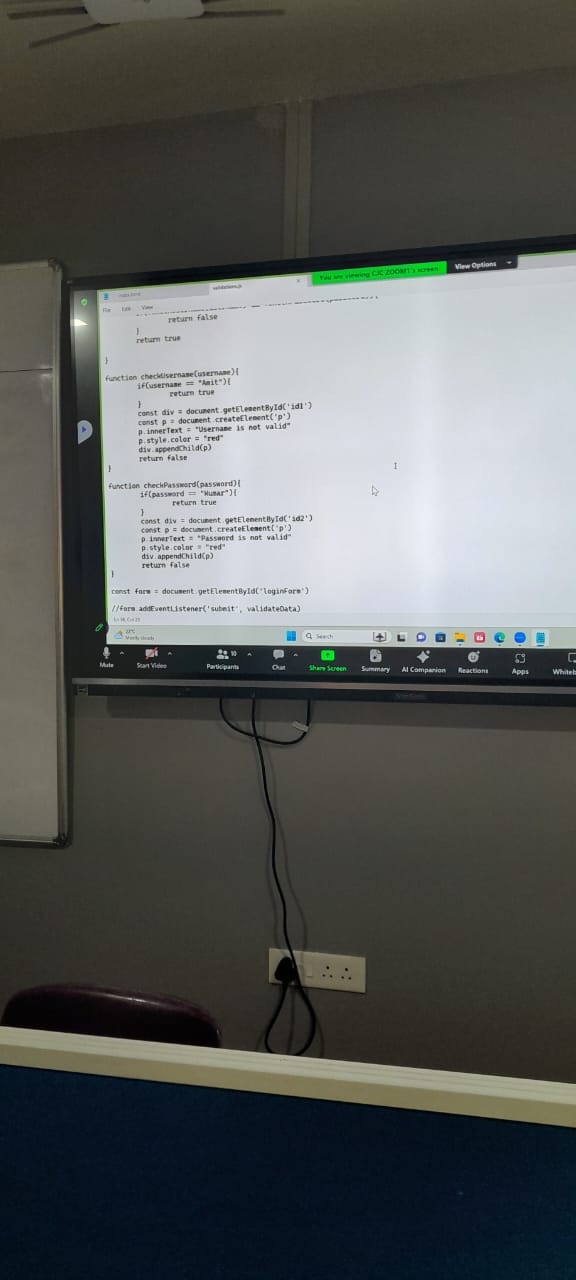 You are viewing CJC ZOOM1's screen
View Options
validations.js
File Edit View
return false
}
return true
}
function checkUsername(username){
if(username == "Amit"){
return true
}
const div = document.getElementById('id1')
const p = document.createElement('p')
p.innerText = "Username is not valid"
p.style.color = "red"
div.appendChild(p)
return false
}
function checkPassword(password){
if(password == "Kumar"){
return true
}
const div = document.getElementById('id2')
const p = document.createElement('p')
p.innerText = "Password is not valid"
p.style.color = "red"
div.appendChild(p)
return false
}
const form = document.getElementById('loginForm')
//form.addEventListener('submit', validateData)
Mostly cloudy
Search
10
Mute Start Video Participants Chat Share Screen Summary AI Companion Reactions Apps Whiteb